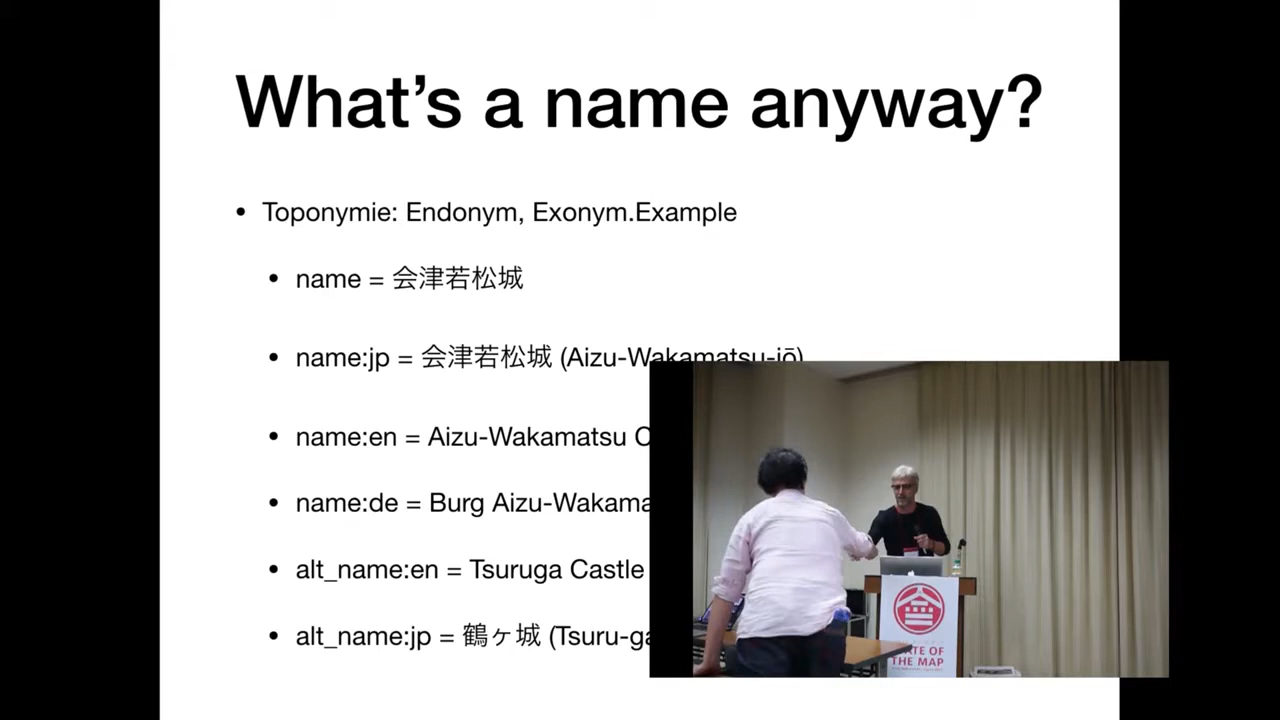 What's a name anyway?
• Toponymie: Endonym, Exonym.Example
• name = 会津若松城
• name:jp = 会津若松城 (Aizu-Wakamatsu-jō)
• name:en = Aizu-Wakamatsu
• name:de = Burg Aizu-Wakama
• alt_name:en = Tsuruga Castle
• alt_name:jp = 鶴ヶ城 (Tsuru-ga
THE MAP